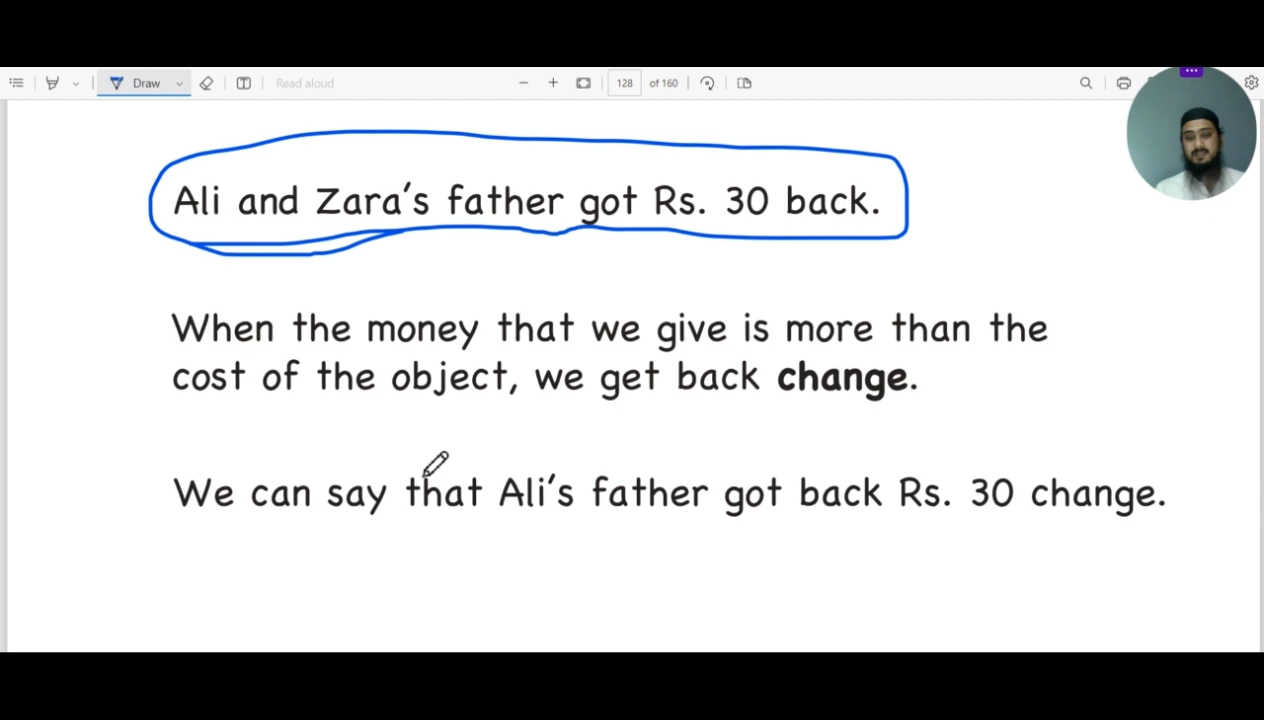 Draw
Read aloud
128 of 160
Ali and Zara's father got Rs. 30 back.
When the money that we give is more than the
cost of the object, we get back change.
We can say that Ali's father got back Rs. 30 change.